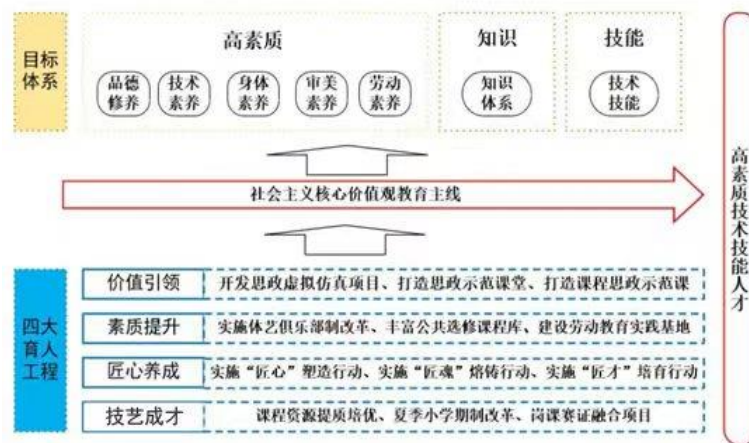 目标
体系
高素质
知识
技能
品德
修养
技术
素养
身体
素养
审美
素养
劳动
素养
知识
体系
技术
技能
社会主义核心价值观教育主线
高素质技术技能人才
四大
育人
工程
价值引领
开发思政虚拟仿真项目、打造思政示范课堂、打造课程思政示范课
素质提升
实施体艺俱乐部制改革、丰富公共选修课程库、建设劳动教育实践基地
匠心养成
实施“匠心”塑造行动、实施“匠魂”熔铸行动、实施“匠才”培育行动
技艺成才
课程资源提质培优、夏季小学期制改革、岗课赛证融合项目